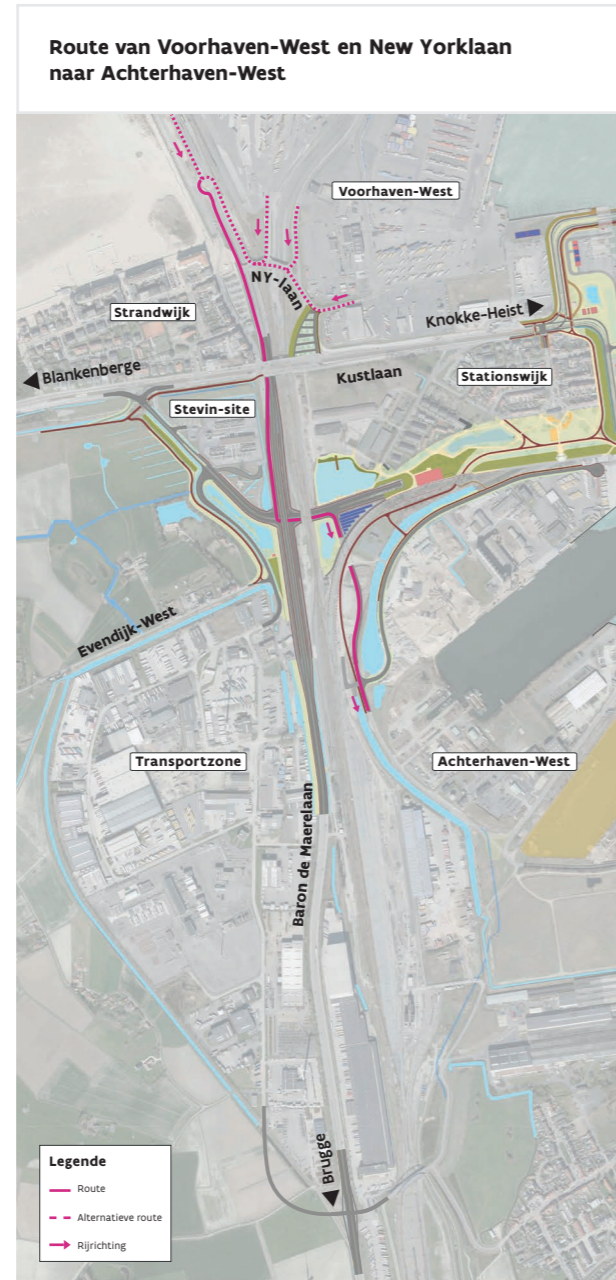 Route van Voorhaven-West en New Yorklaan
naar Achterhaven-West
Voorhaven-West
NY-laan
Strandwijk
Knokke-Heist
Blankenberge
Kustlaan
Stationswijk
Stevin-site
Evendijk-West
Transportzone
Achterhaven-West
Baron de Maerelaan
Brugge
Legende
Route
Alternatieve route
Rijrichting